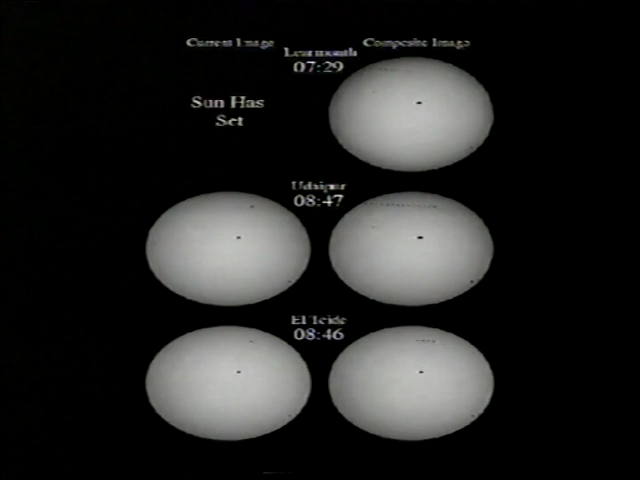 Current Image
Composite Image
Learmonth
07:29
Sun Has
Set
Udaipur
08:47
El Teide
08:46